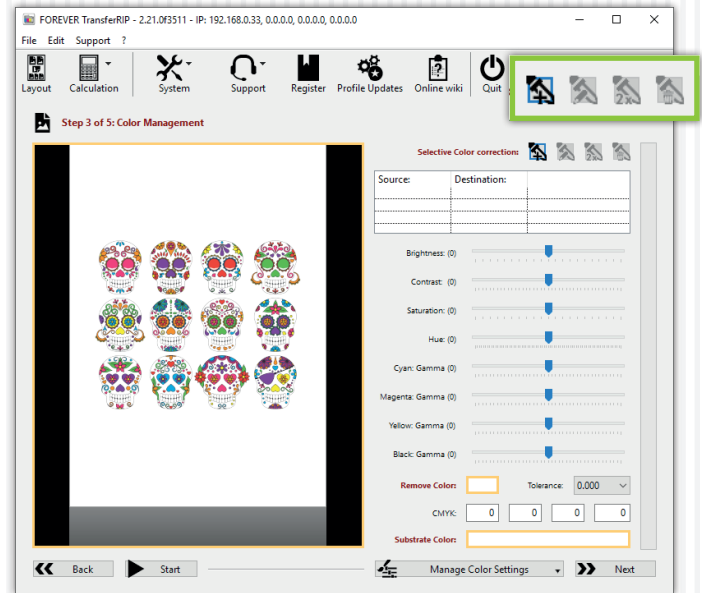 FOREVER TransferRIP - 2.21.0f3511 - IP: 192.168.0.33, 0.0.0.0, 0.0.0.0, 0.0.0.0
File Edit Support ?
Layout Calculation System Support Register Profile Updates Online wiki Quit
2x
Step 3 of 5: Color Management
Selective Color correction: 2x
Source: Destination:
Brightness: (0)
Contrast: (0)
Saturation: (0)
Hue: (0)
Cyan: Gamma (0)
Magenta: Gamma (0)
Yellow: Gamma (0)
Black: Gamma (0)
Remove Color: Tolerance: 0.000
CMYK: 0 0 0 0
Substrate Color:
Back Start Manage Color Settings Next